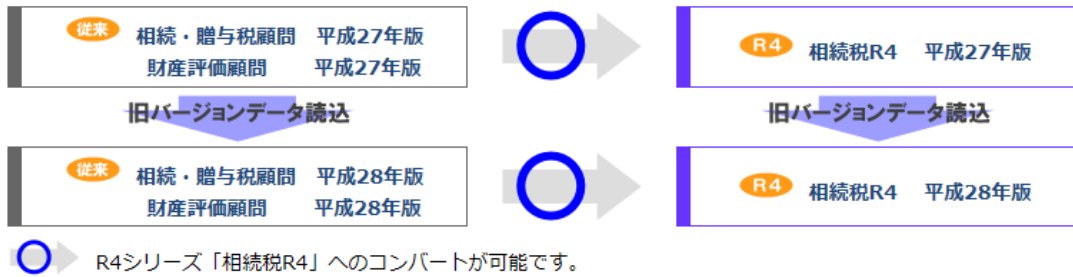 従来 相続・贈与税顧問 平成27年版
財産評価顧問 平成27年版
R4 相続税R4 平成27年版
旧バージョンデータ読込
旧バージョンデータ読込
従来 相続・贈与税顧問 平成28年版
財産評価顧問 平成28年版
R4 相続税R4 平成28年版
R4シリーズ「相続税R4」へのコンバートが可能です。